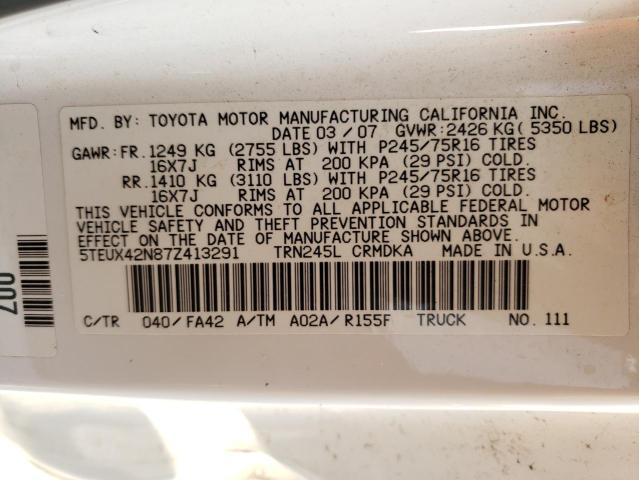 MFD. BY: TOYOTA MOTOR MANUFACTURING CALIFORNIA INC.
DATE 03 / 07 GVWR: 2426 KG ( 5350 LBS)
GAWR: FR. 1249 KG (2755 LBS) WITH P245/75R16 TIRES
16X7J RIMS AT 200 KPA (29 PSI) COLD.
RR. 1410 KG (3110 LBS) WITH P245/75R16 TIRES
16X7J RIMS AT 200 KPA (29 PSI) COLD.
THIS VEHICLE CONFORMS TO ALL APPLICABLE FEDERAL MOTOR
VEHICLE SAFETY AND THEFT PREVENTION STANDARDS IN
EFFECT ON THE DATE OF MANUFACTURE SHOWN ABOVE.
5TEUX42N87Z413291 TRN245L CRMDKA MADE IN U.S.A.
C/TR 040/FA42 A/TM A02A/R155F TRUCK NO. 111